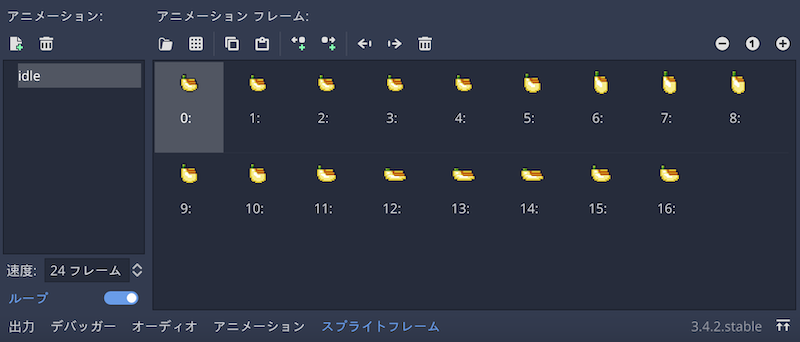 アニメーション: アニメーション フレーム:
idle
0: 1: 2: 3: 4: 5: 6: 7: 8:
9: 10: 11: 12: 13: 14: 15: 16:
速度: 24 フレーム
ループ
出力 デバッガー オーディオ アニメーション スプライトフレーム 3.4.2.stable